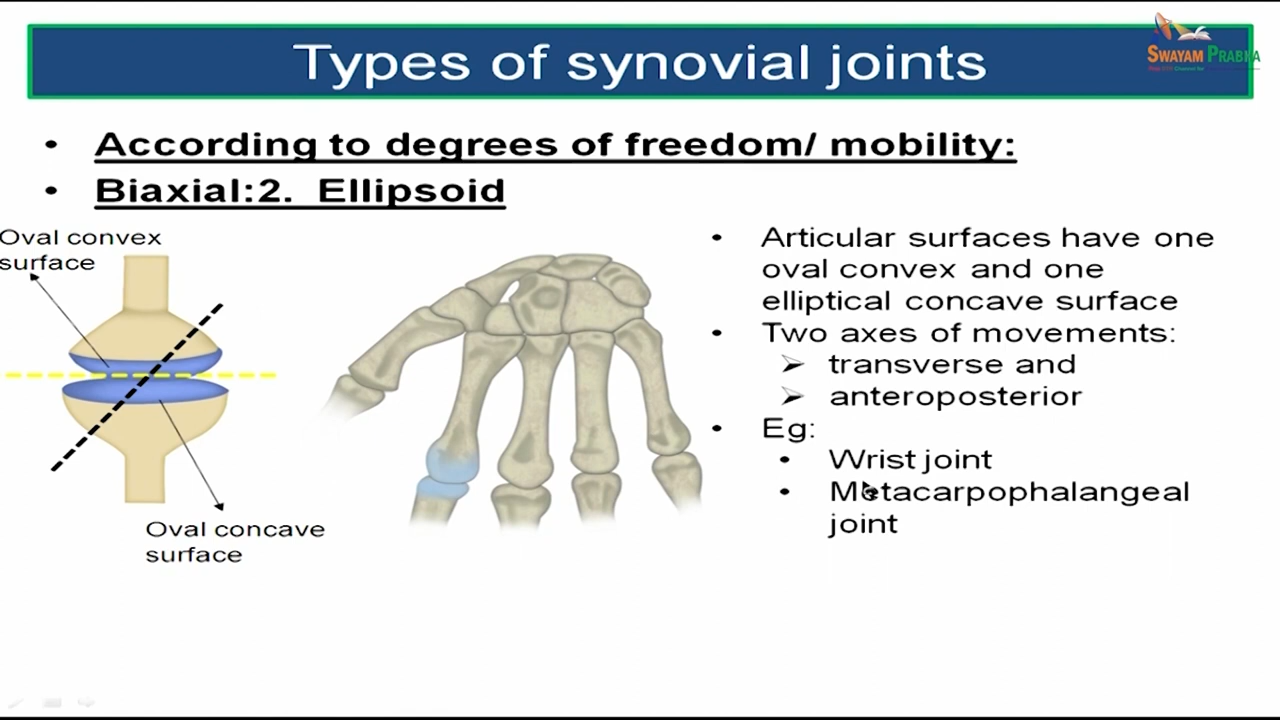 Types of synovial joints
SWAYAM PRABHA
• According to degrees of freedom/ mobility:
• Biaxial:2. Ellipsoid
Oval convex
surface
Oval concave
surface
• Articular surfaces have one
oval convex and one
elliptical concave surface
• Two axes of movements:
➢ transverse and
➢ anteroposterior
• Eg:
• Wrist joint
• Metacarpophalangeal
joint